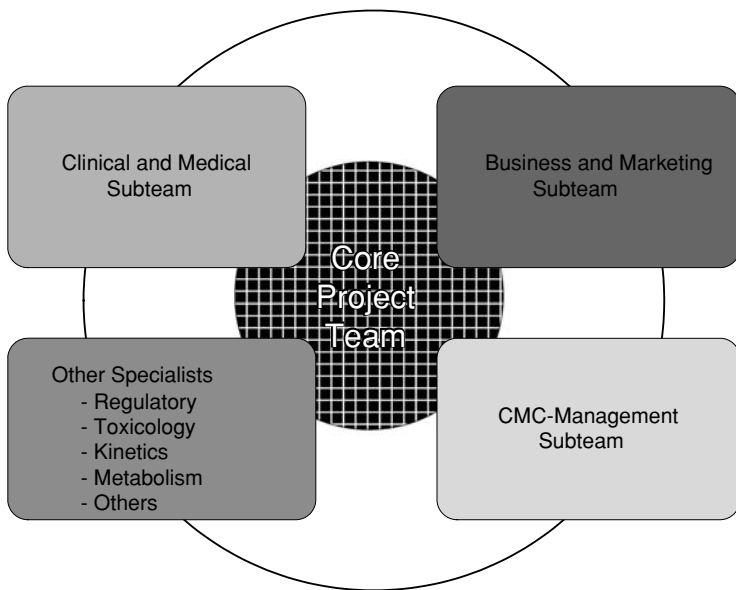 Clinical and Medical
Subteam
Business and Marketing
Subteam
Core
Project
Team
Other Specialists
- Regulatory
- Toxicology
- Kinetics
- Metabolism
- Others
CMC-Management
Subteam